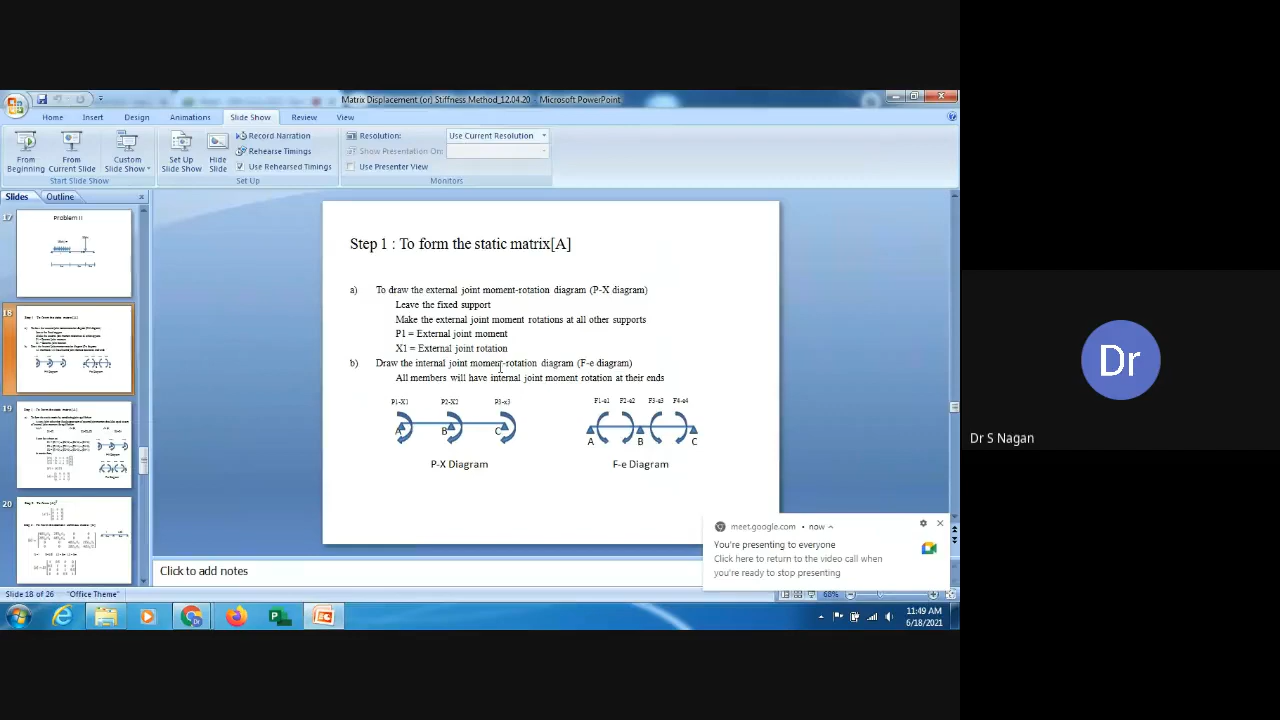 Matrix Displacement (or) Stiffness Method_12.04.20 - Microsoft PowerPoint
Home Insert Design Animations Slide Show Review View
From Beginning
From Current Slide
Custom Slide Show
Start Slide Show
Set Up Slide Show
Hide Slide
Record Narration
Rehearse Timings
Use Rehearsed Timings
Set Up
Resolution: Use Current Resolution
Show Presentation On:
Use Presenter View
Monitors
Slides Outline
17
Problem II
18
19
20
Step 1 : To form the static matrix[A]
a) To draw the external joint moment-rotation diagram (P-X diagram)
Leave the fixed support
Make the external joint moment rotations at all other supports
P1 = External joint moment
X1 = External joint rotation
b) Draw the internal joint moment-rotation diagram (F-e diagram)
All members will have internal joint moment rotation at their ends
P1-X1 P2-X2 P3-x3
A B C
P-X Diagram
F1-e1 F2-e2 F3-e3 F4-e4
A B C
F-e Diagram
meet.google.com • now
You're presenting to everyone
Click here to return to the video call when
you're ready to stop presenting
Click to add notes
Slide 18 of 26 "Office Theme" 68%
11:49 AM
6/18/2021
Dr
Dr S Nagan